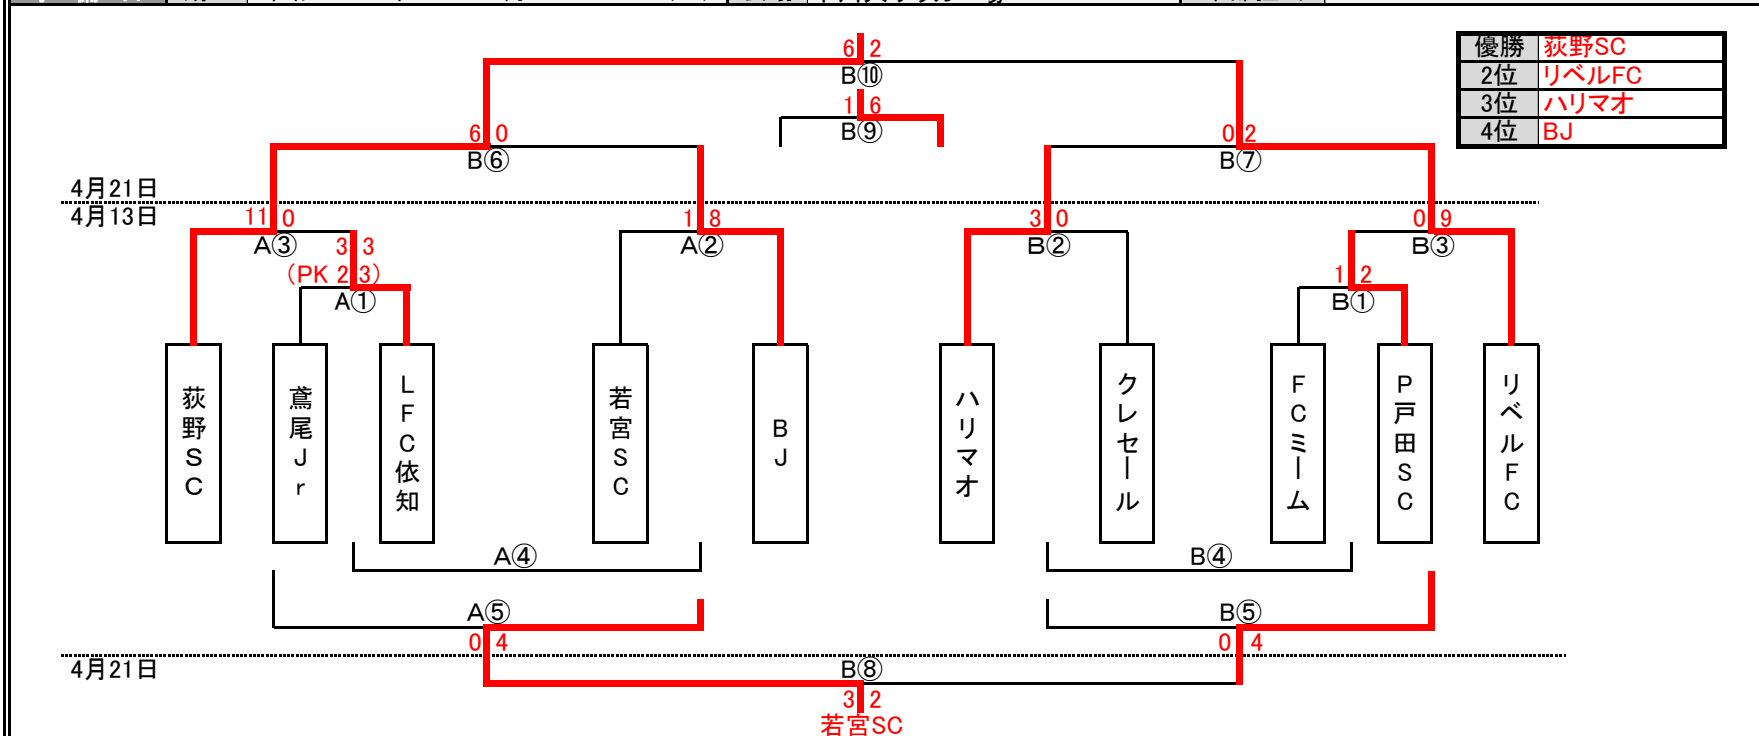 6 2
B⑩
優勝 荻野SC
2位 リベルFC
3位 ハリマオ
4位 BJ
1 6
B⑨
6 0
B⑥
0 2
B⑦
4月21日
4月13日
11 0
A③
1 8
A②
3 0
B②
0 9
B③
3 3
(PK 2 3)
A①
1 2
B①
荻野SC
鳶尾Jr
LFC依知
若宮SC
BJ
ハリマオ
クレセール
FCミーム
P戸田SC
リベルFC
A④
B④
A⑤
B⑤
0 4
0 4
4月21日
B⑧
3 2
若宮SC